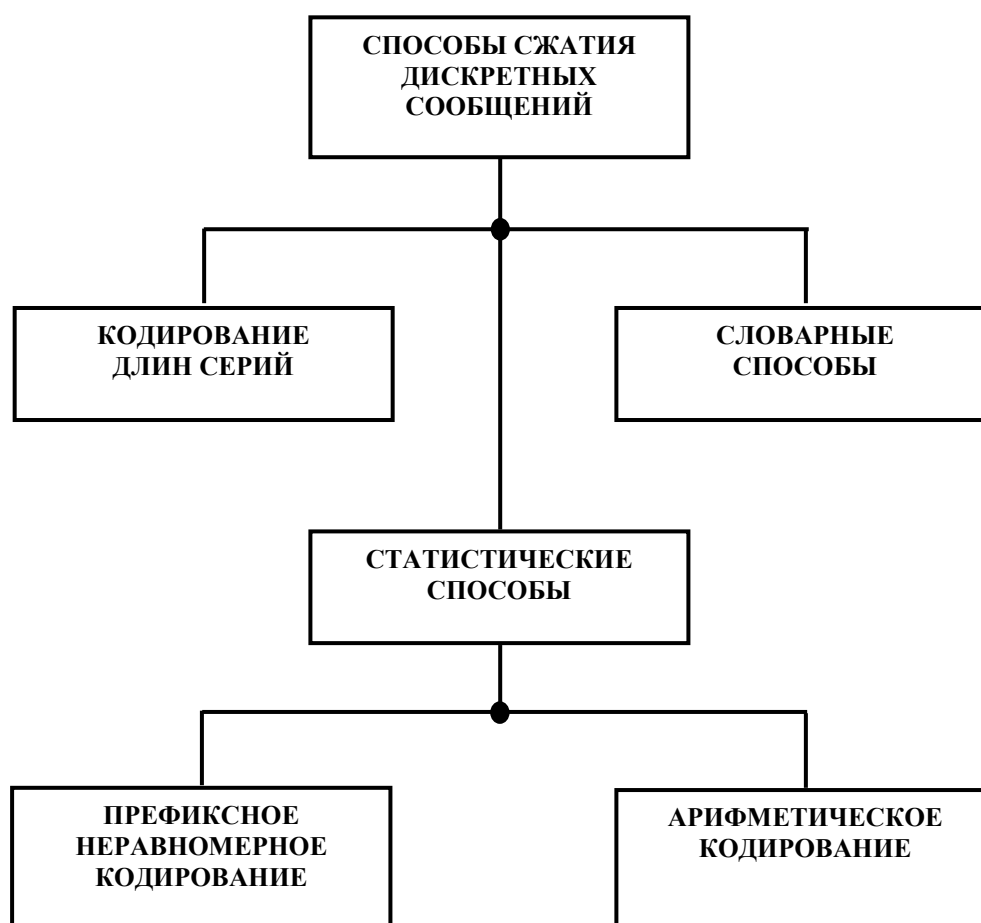 СПОСОБЫ СЖАТИЯ
ДИСКРЕТНЫХ
СООБЩЕНИЙ
КОДИРОВАНИЕ
ДЛИН СЕРИЙ
СЛОВАРНЫЕ
СПОСОБЫ
СТАТИСТИЧЕСКИЕ
СПОСОБЫ
ПРЕФИКСНОЕ
НЕРАВНОМЕРНОЕ
КОДИРОВАНИЕ
АРИФМЕТИЧЕСКОЕ
КОДИРОВАНИЕ